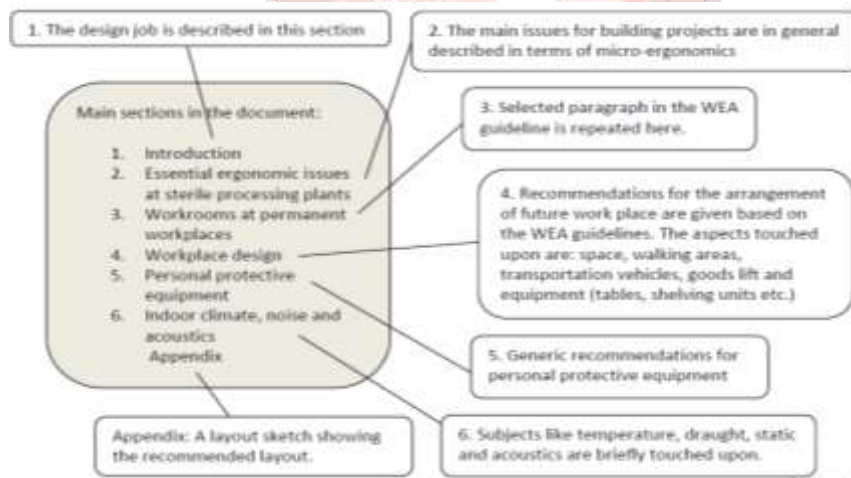 1. The design job is described in this section
2. The main issues for building projects are in general
described in terms of micro-ergonomics
Main sections in the document:
1. Introduction
2. Essential ergonomic issues
at sterile processing plants
3. Workrooms at permanent
workplaces
4. Workplace design
5. Personal protective
equipment
6. Indoor climate, noise and
acoustics
Appendix
3. Selected paragraph in the WEA
guideline is repeated here.
4. Recommendations for the arrangement
of future work place are given based on
the WEA guidelines. The aspects touched
upon are: space, walking areas,
transportation vehicles, goods lift and
equipment (tables, shelving units etc.)
5. Generic recommendations for
personal protective equipment
Appendix: A layout sketch showing
the recommended layout.
6. Subjects like temperature, draught, static
and acoustics are briefly touched upon.